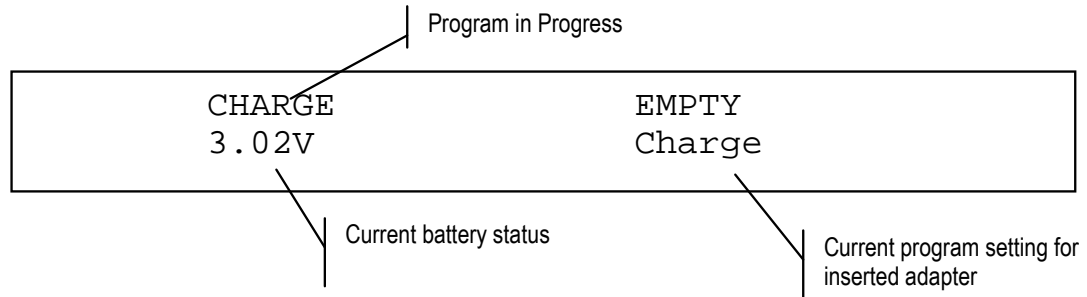 Program in Progress
CHARGE EMPTY
3.02V Charge
Current battery status
Current program setting for
inserted adapter